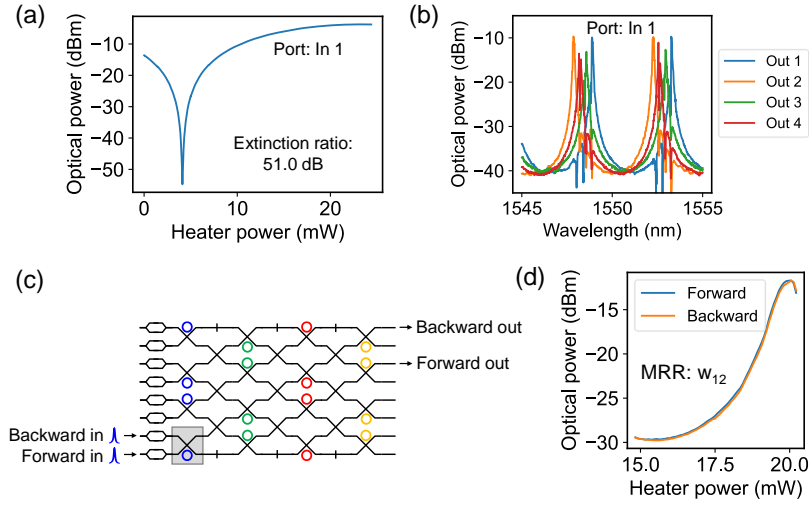 (a)
Optical power (dBm)
−10
−20
−30
−40
−50
0
10
20
Heater power (mW)
Port: In 1
Extinction ratio:
51.0 dB
(b)
Optical power (dBm)
−10
−20
−30
−40
1545
1550
1555
Wavelength (nm)
Port: In 1
Out 1
Out 2
Out 3
Out 4
(c)
Backward out
Forward out
Backward in
Forward in
(d)
Optical power (dBm)
−15
−20
−25
−30
15.0
17.5
20.0
Heater power (mW)
Forward
Backward
MRR: w₁₂